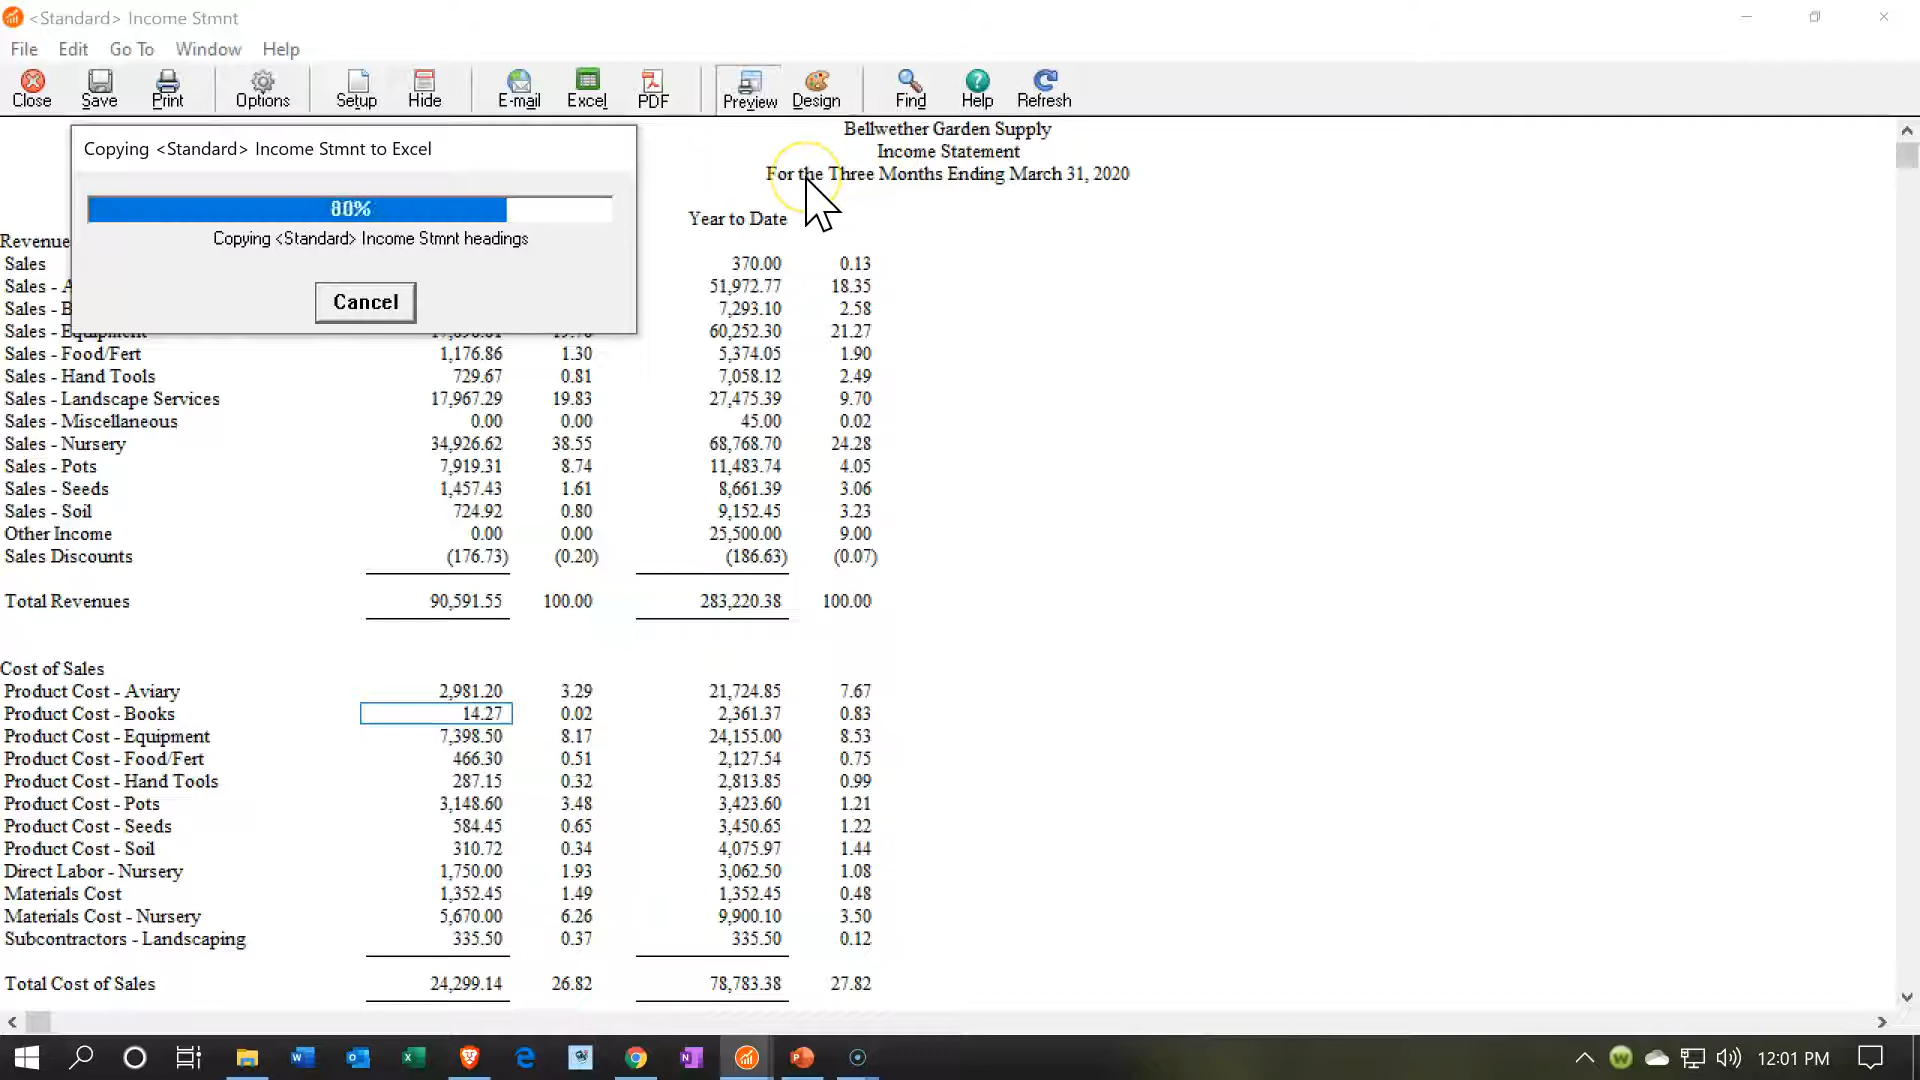 <Standard> Income Stmnt
File Edit Go To Window Help
Close Save Print Options Setup Hide E-mail Excel PDF Preview Design Find Help Refresh
Copying <Standard> Income Stmnt to Excel
80%
Copying <Standard> Income Stmnt headings
Cancel
Bellwether Garden Supply
Income Statement
For the Three Months Ending March 31, 2020
Year to Date
Revenue
Sales 370.00 0.13
Sales - A 51,972.77 18.35
Sales - B 7,293.10 2.58
Sales - Equipment 60,252.30 21.27
Sales - Food/Fert 1,176.86 1.30 5,374.05 1.90
Sales - Hand Tools 729.67 0.81 7,058.12 2.49
Sales - Landscape Services 17,967.29 19.83 27,475.39 9.70
Sales - Miscellaneous 0.00 0.00 45.00 0.02
Sales - Nursery 34,926.62 38.55 68,768.70 24.28
Sales - Pots 7,919.31 8.74 11,483.74 4.05
Sales - Seeds 1,457.43 1.61 8,661.39 3.06
Sales - Soil 724.92 0.80 9,152.45 3.23
Other Income 0.00 0.00 25,500.00 9.00
Sales Discounts (176.73) (0.20) (186.63) (0.07)
Total Revenues 90,591.55 100.00 283,220.38 100.00
Cost of Sales
Product Cost - Aviary 2,981.20 3.29 21,724.85 7.67
Product Cost - Books 14.27 0.02 2,361.37 0.83
Product Cost - Equipment 7,398.50 8.17 24,155.00 8.53
Product Cost - Food/Fert 466.30 0.51 2,127.54 0.75
Product Cost - Hand Tools 287.15 0.32 2,813.85 0.99
Product Cost - Pots 3,148.60 3.48 3,423.60 1.21
Product Cost - Seeds 584.45 0.65 3,450.65 1.22
Product Cost - Soil 310.72 0.34 4,075.97 1.44
Direct Labor - Nursery 1,750.00 1.93 3,062.50 1.08
Materials Cost 1,352.45 1.49 1,352.45 0.48
Materials Cost - Nursery 5,670.00 6.26 9,900.10 3.50
Subcontractors - Landscaping 335.50 0.37 335.50 0.12
Total Cost of Sales 24,299.14 26.82 78,783.38 27.82
12:01 PM